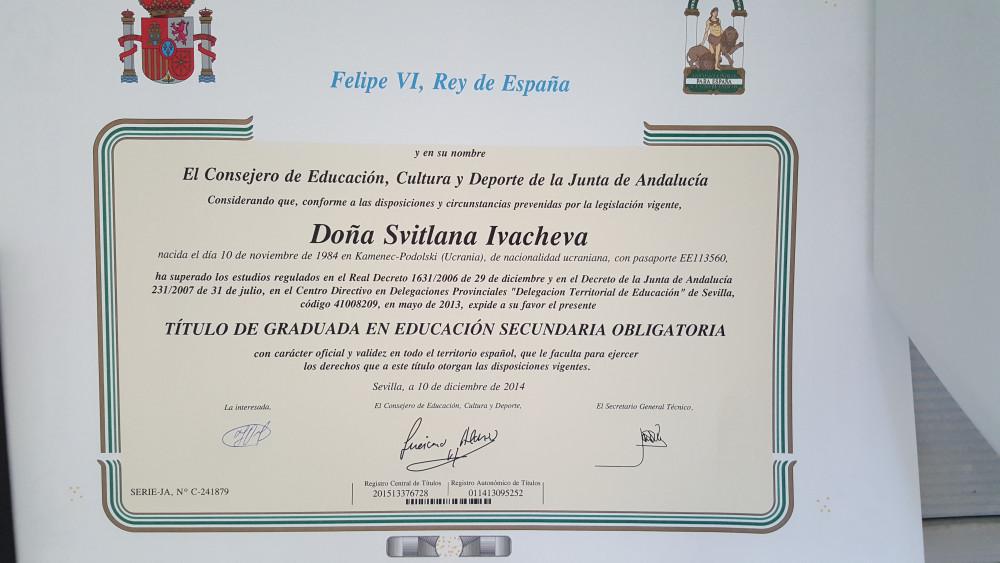 PARA ESPAÑA
Felipe VI, Rey de España
y en su nombre
El Consejero de Educación, Cultura y Deporte de la Junta de Andalucía
Considerando que, conforme a las disposiciones y circunstancias prevenidas por la legislación vigente,
Doña Svitlana Ivacheva
nacida el día 10 de noviembre de 1984 en Kamenec-Podolski (Ucrania), de nacionalidad ucraniana, con pasaporte EE113560,
ha superado los estudios regulados en el Real Decreto 1631/2006 de 29 de diciembre y en el Decreto de la Junta de Andalucía
231/2007 de 31 de julio, en el Centro Directivo en Delegaciones Provinciales "Delegacion Territorial de Educación" de Sevilla,
código 41008209, en mayo de 2013, expide a su favor el presente
TÍTULO DE GRADUADA EN EDUCACIÓN SECUNDARIA OBLIGATORIA
con carácter oficial y validez en todo el territorio español, que le faculta para ejercer
los derechos que a este título otorgan las disposiciones vigentes.
Sevilla, a 10 de diciembre de 2014
La interesada,
El Consejero de Educación, Cultura y Deporte,
El Secretario General Técnico,
Registro Central de Títulos
201513376728
Registro Autonómico de Títulos
011413095252
SERIE-JA, Nº C-241879